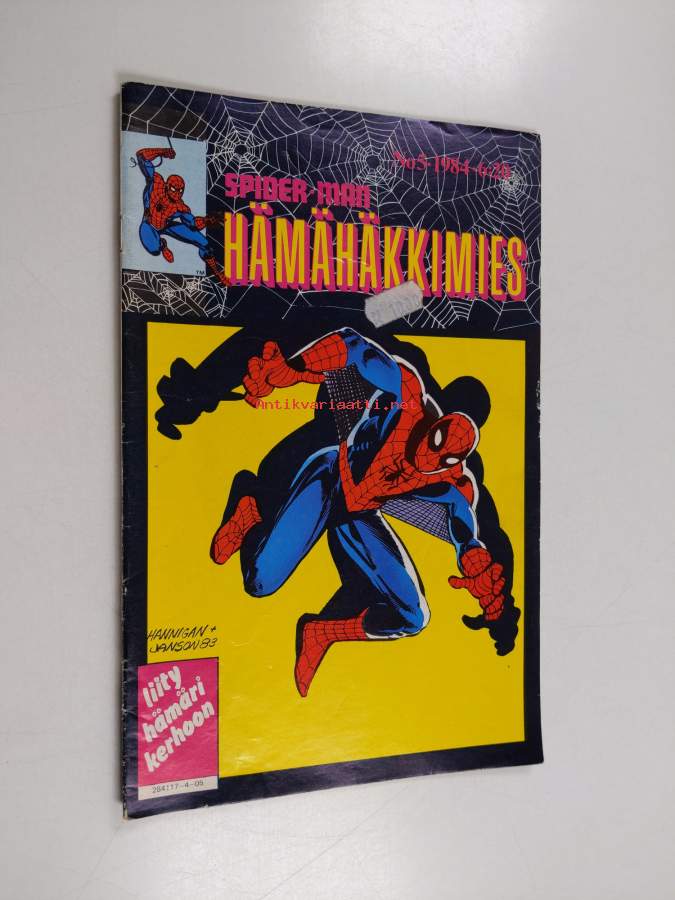 No 5-1984-6:20
SPIDER-MAN
HÄMÄHÄKKIMIES
TM
Antikvariaatti.net
HANNIGAN +
JANSON 83
liity
hämäri
kerhoon
284117-4-05